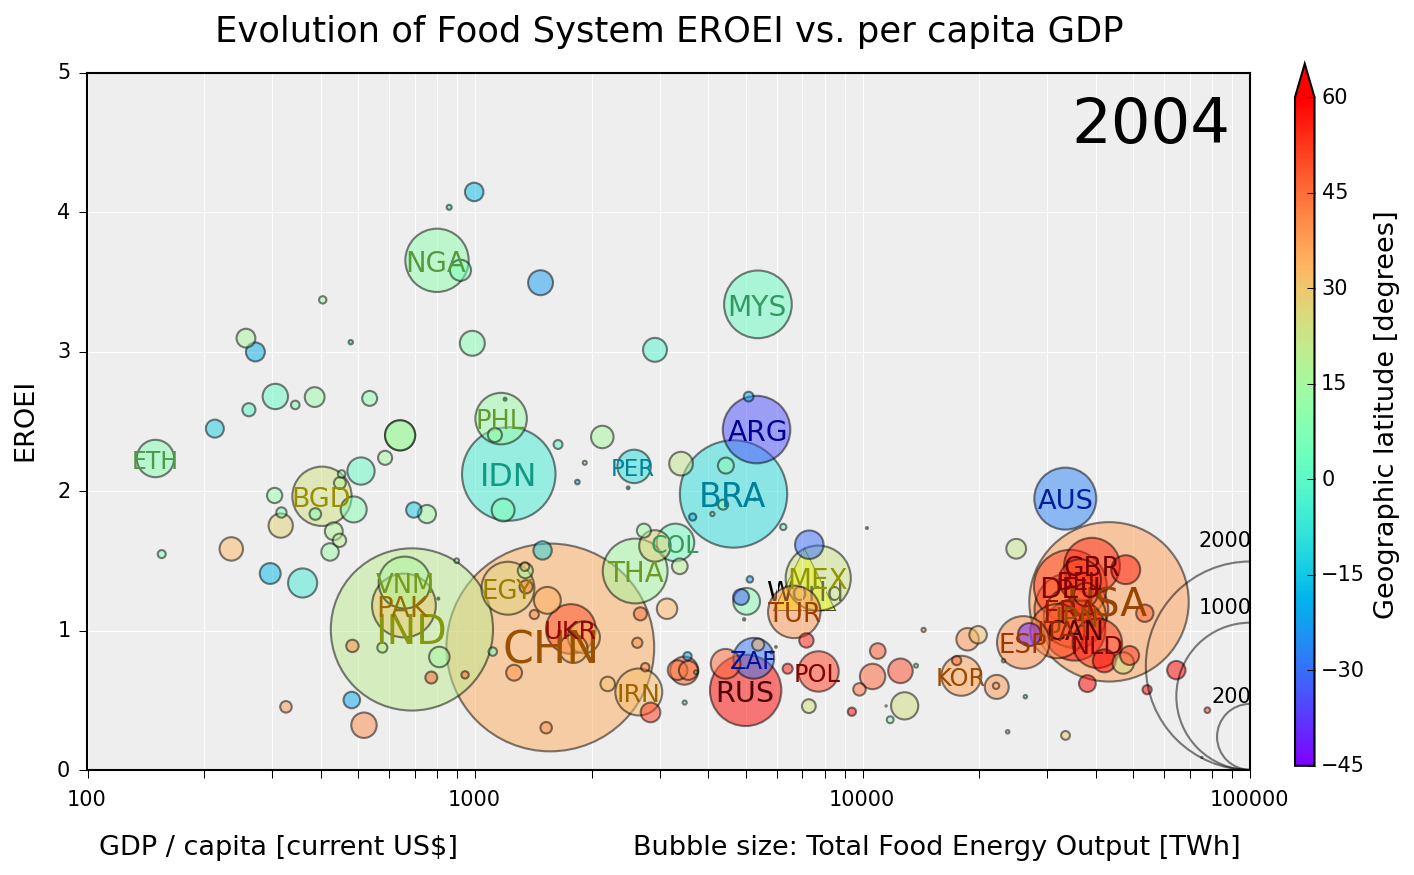 Evolution of Food System EROEI vs. per capita GDP
2004
EROEI
5
4
3
2
1
0
100
1000
10000
100000
GDP / capita [current US$]
Bubble size: Total Food Energy Output [TWh]
60
45
30
15
0
−15
−30
−45
Geographic latitude [degrees]
NGA
MYS
PHL
ARG
ETH
IDN
PER
BGD
BRA
AUS
COL
THA
VNM
EGY
MEX
GBR
PAK
TUR
DEU
USA
IND
UKR
CHN
FRA
CAN
ESP
NLD
ZAF
POL
KOR
IRN
RUS
2000
1000
200